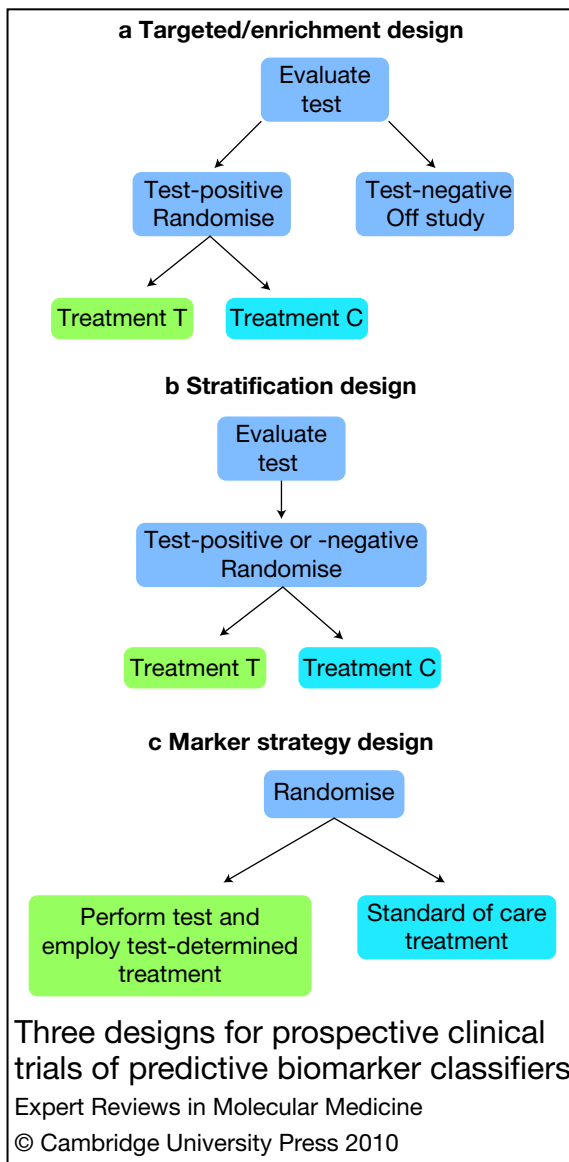 a Targeted/enrichment design
Evaluate
test
Test-positive
Randomise
Test-negative
Off study
Treatment T
Treatment C
b Stratification design
Evaluate
test
Test-positive or -negative
Randomise
Treatment T
Treatment C
c Marker strategy design
Randomise
Perform test and
employ test-determined
treatment
Standard of care
treatment
Three designs for prospective clinical
trials of predictive biomarker classifiers
Expert Reviews in Molecular Medicine
© Cambridge University Press 2010